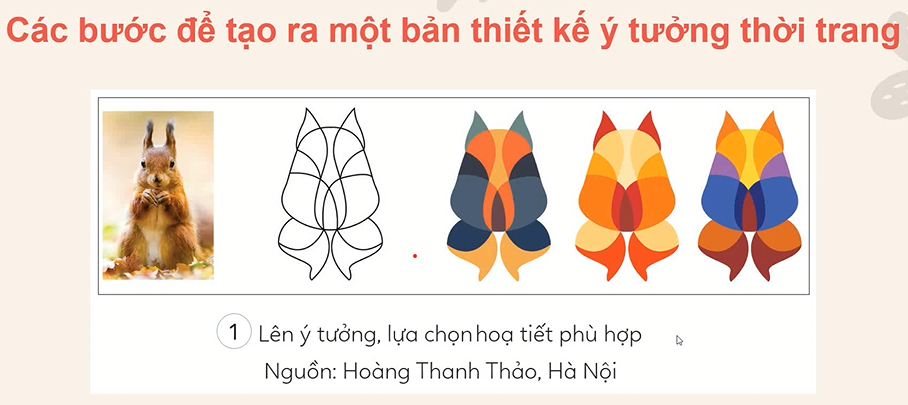 Các bước để tạo ra một bản thiết kế ý tưởng thời trang
1 Lên ý tưởng, lựa chọn hoạ tiết phù hợp
Nguồn: Hoàng Thanh Thảo, Hà Nội